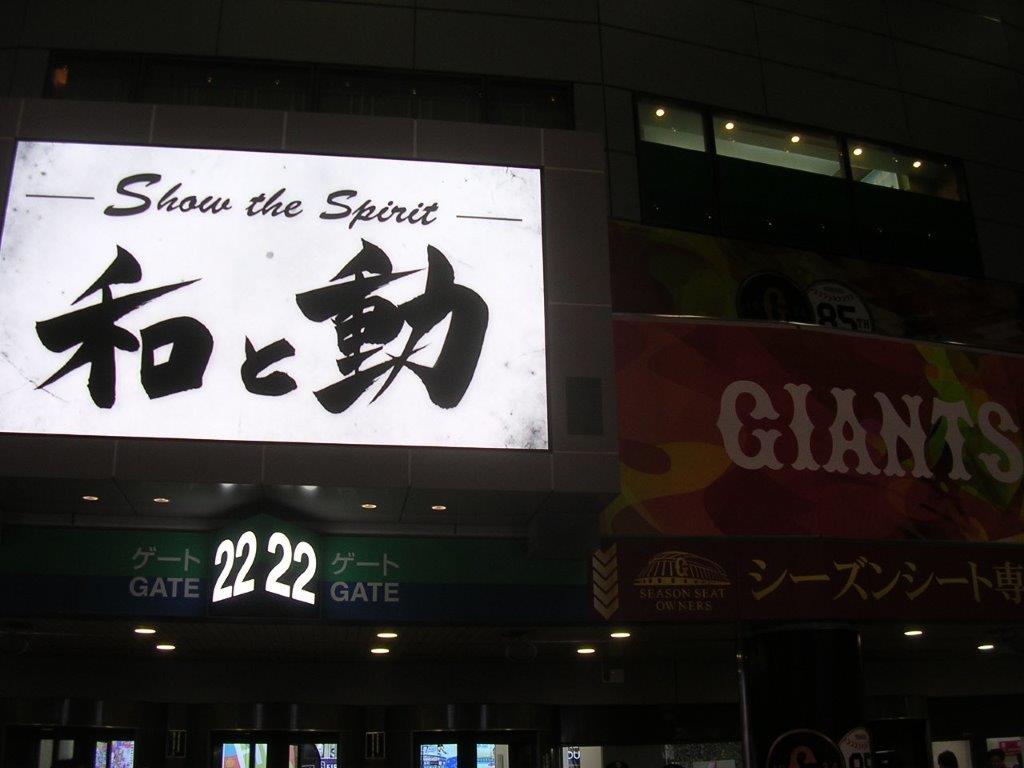 Show the Spirit
和と動
85TH
GIANTS
ゲート 22 22 ゲート
GATE GATE
SEASON SEAT
OWNERS
シーズンシート専